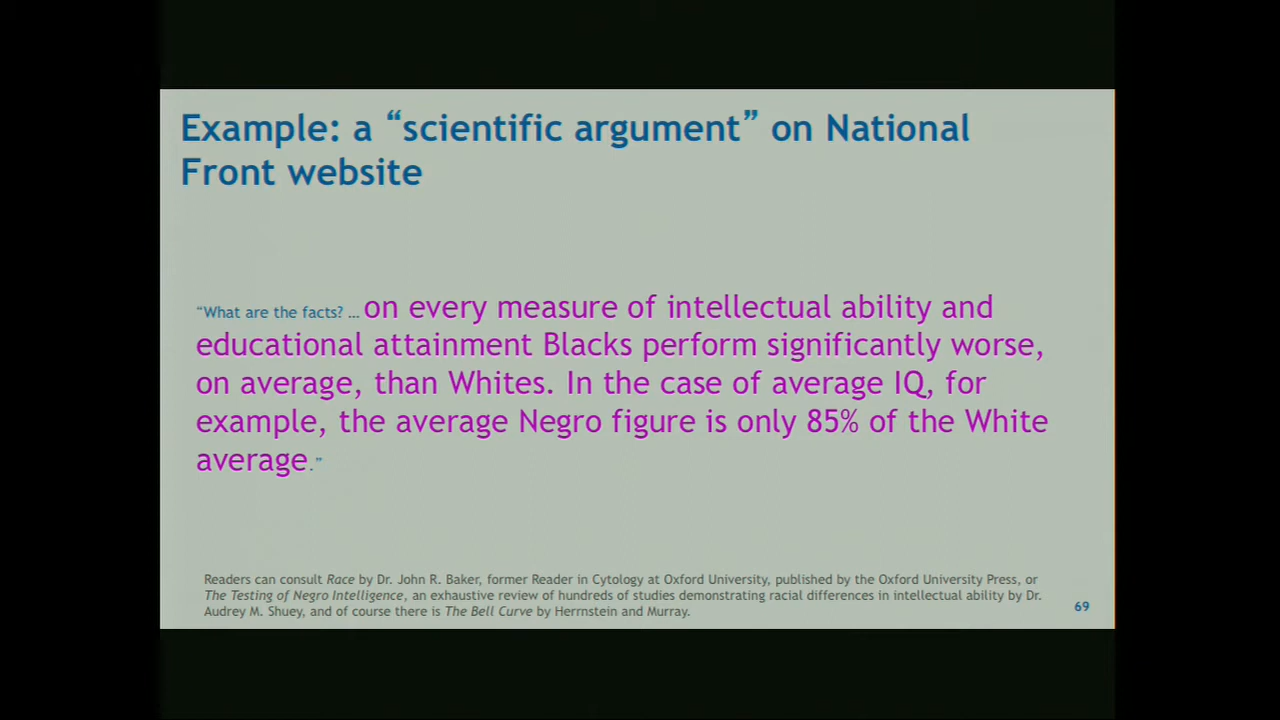 Example: a “scientific argument” on National
Front website
“What are the facts? … on every measure of intellectual ability and
educational attainment Blacks perform significantly worse,
on average, than Whites. In the case of average IQ, for
example, the average Negro figure is only 85% of the White
average.”
Readers can consult Race by Dr. John R. Baker, former Reader in Cytology at Oxford University, published by the Oxford University Press, or
The Testing of Negro Intelligence, an exhaustive review of hundreds of studies demonstrating racial differences in intellectual ability by Dr.
Audrey M. Shuey, and of course there is The Bell Curve by Herrnstein and Murray.
69